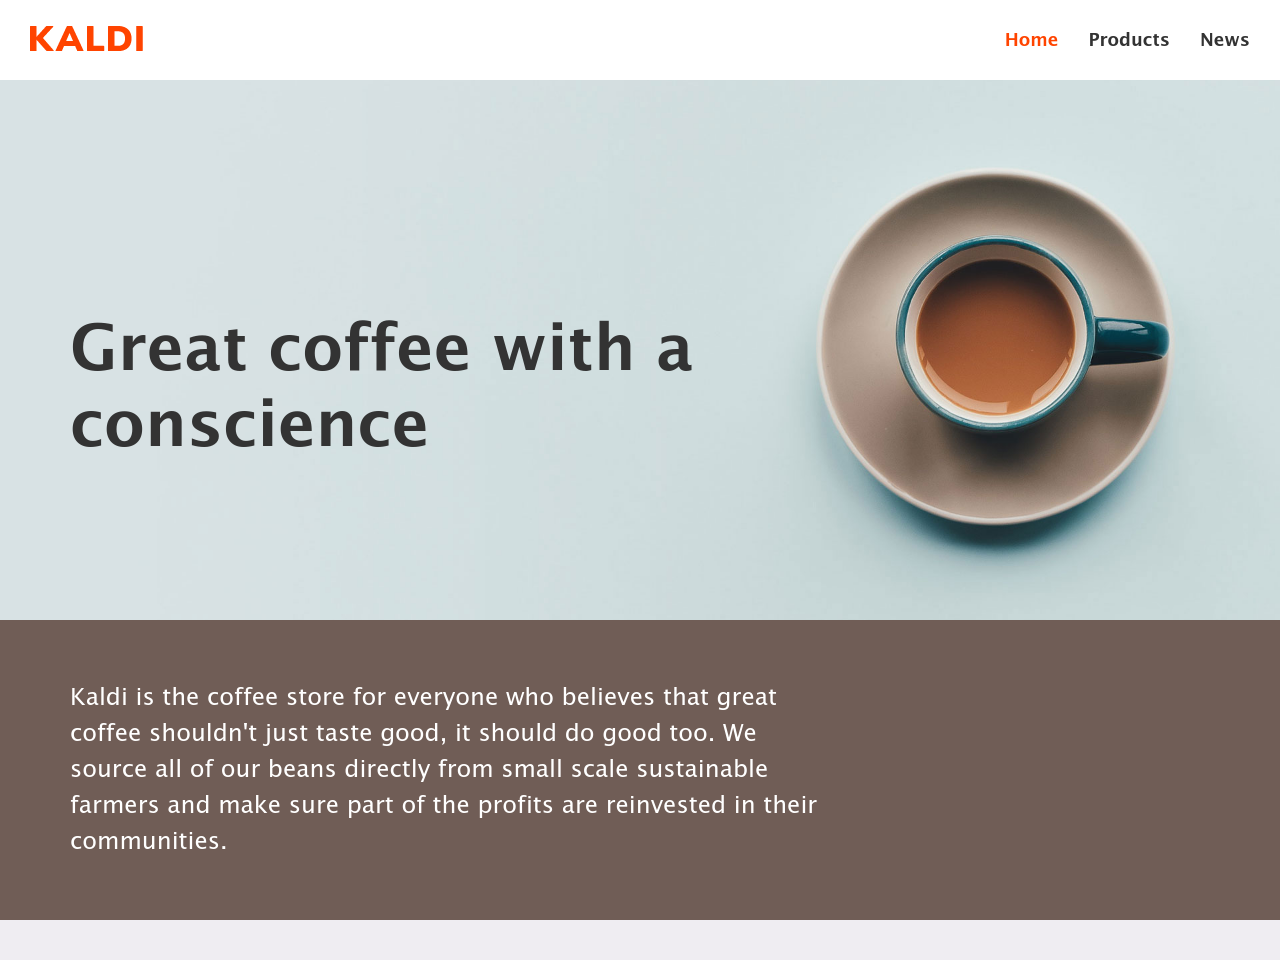 KALDI
Home Products News
Great coffee with a
conscience
Kaldi is the coffee store for everyone who believes that great
coffee shouldn't just taste good, it should do good too. We
source all of our beans directly from small scale sustainable
farmers and make sure part of the profits are reinvested in their
communities.